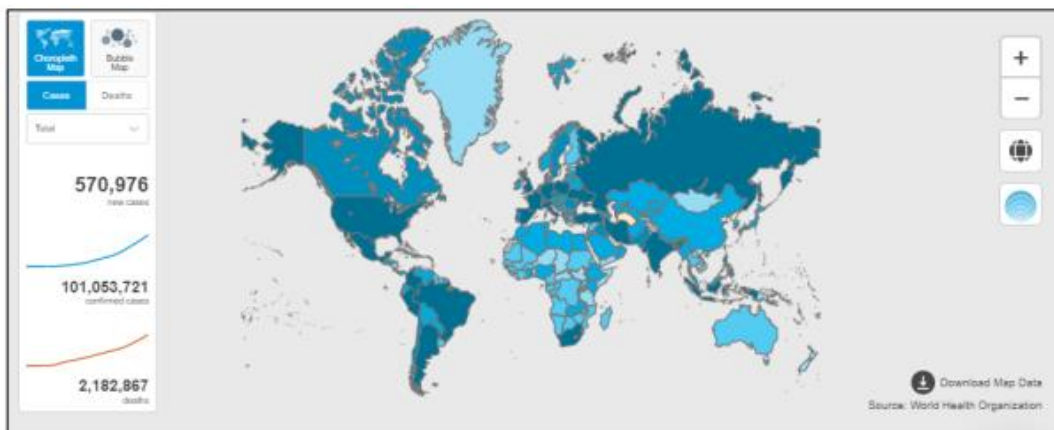 Choropleth
Map
Bubble
Map
Cases
Deaths
Total
570,976
new cases
101,053,721
confirmed cases
2,182,867
deaths
+
−
Download Map Data
Source: World Health Organization